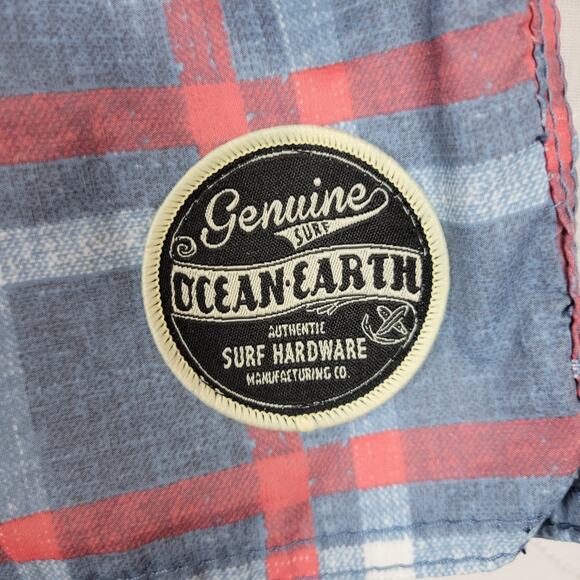 Genuine
SURF
OCEAN·EARTH
AUTHENTIC
SURF HARDWARE
MANUFACTURING CO.